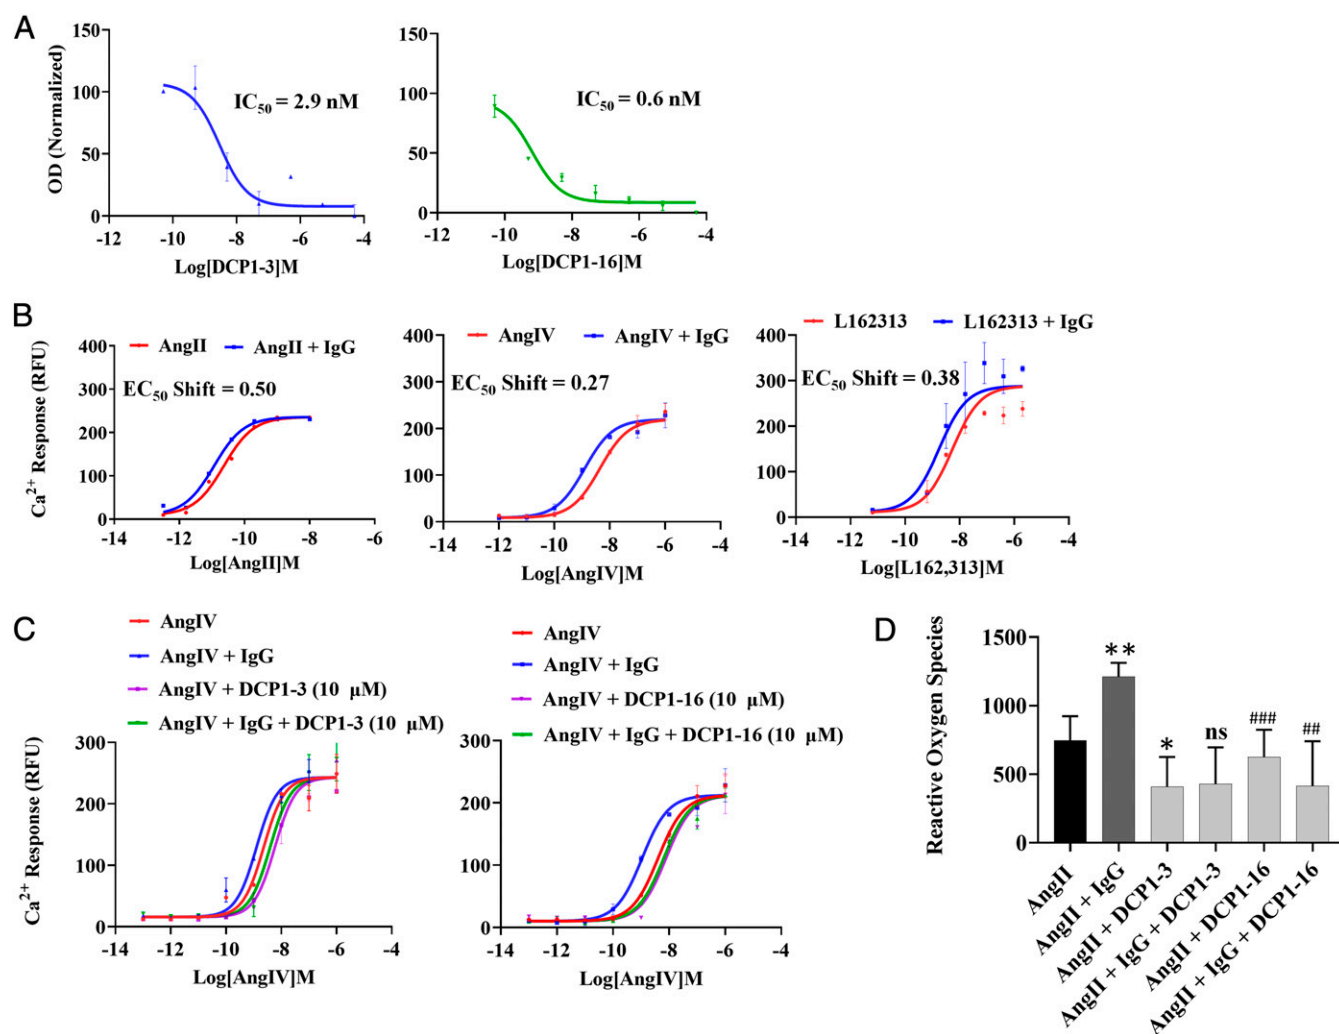 A
150
100
50
0
OD (Normalized)
IC50 = 2.9 nM
-12 -10 -8 -6 -4
Log[DCP1-3]M
150
100
50
0
IC50 = 0.6 nM
-12 -10 -8 -6 -4
Log[DCP1-16]M
B
AngII AngII + IgG
400
300
200
100
0
Ca2+ Response (RFU)
EC50 Shift = 0.50
-14 -12 -10 -8 -6
Log[AngII]M
AngIV AngIV + IgG
400
300
200
100
0
EC50 Shift = 0.27
-14 -12 -10 -8 -6 -4
Log[AngIV]M
L162313 L162313 + IgG
400
300
200
100
0
EC50 Shift = 0.38
-14 -12 -10 -8 -6 -4
Log[L162,313]M
C
AngIV
AngIV + IgG
AngIV + DCP1-3 (10 μM)
AngIV + IgG + DCP1-3 (10 μM)
300
200
100
0
Ca2+ Response (RFU)
-14 -12 -10 -8 -6 -4
Log[AngIV]M
AngIV
AngIV + IgG
AngIV + DCP1-16 (10 μM)
AngIV + IgG + DCP1-16 (10 μM)
300
200
100
0
-14 -12 -10 -8 -6 -4
Log[AngIV]M
D
1500
1000
500
0
Reactive Oxygen Species
**
*
ns
###
##
AngII
AngII + IgG
AngII + DCP1-3
AngII + IgG + DCP1-3
AngII + DCP1-16
AngII + IgG + DCP1-16